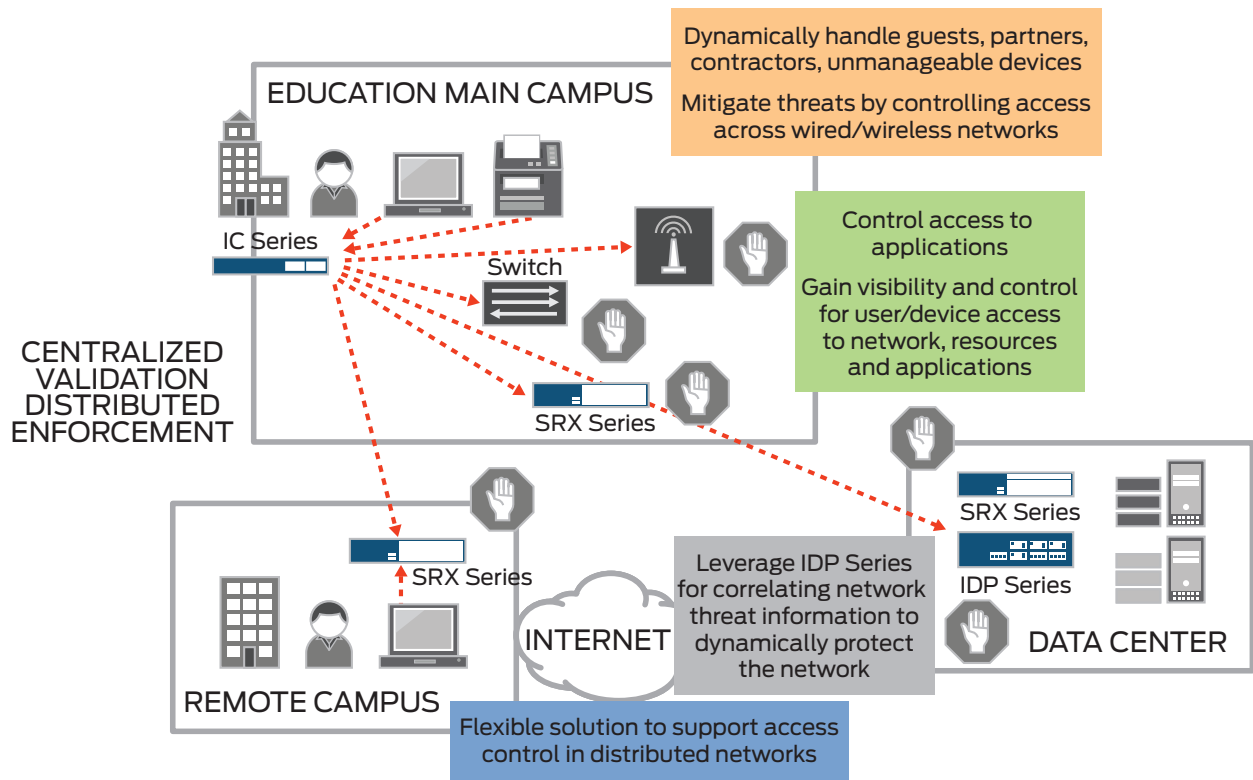 Dynamically handle guests, partners,
contractors, unmanageable devices
Mitigate threats by controlling access
across wired/wireless networks
EDUCATION MAIN CAMPUS
IC Series
Switch
SRX Series
Control access to
applications
Gain visibility and control
for user/device access
to network, resources
and applications
CENTRALIZED
VALIDATION
DISTRIBUTED
ENFORCEMENT
SRX Series
REMOTE CAMPUS
INTERNET
Leverage IDP Series
for correlating network
threat information to
dynamically protect
the network
SRX Series
IDP Series
DATA CENTER
Flexible solution to support access
control in distributed networks